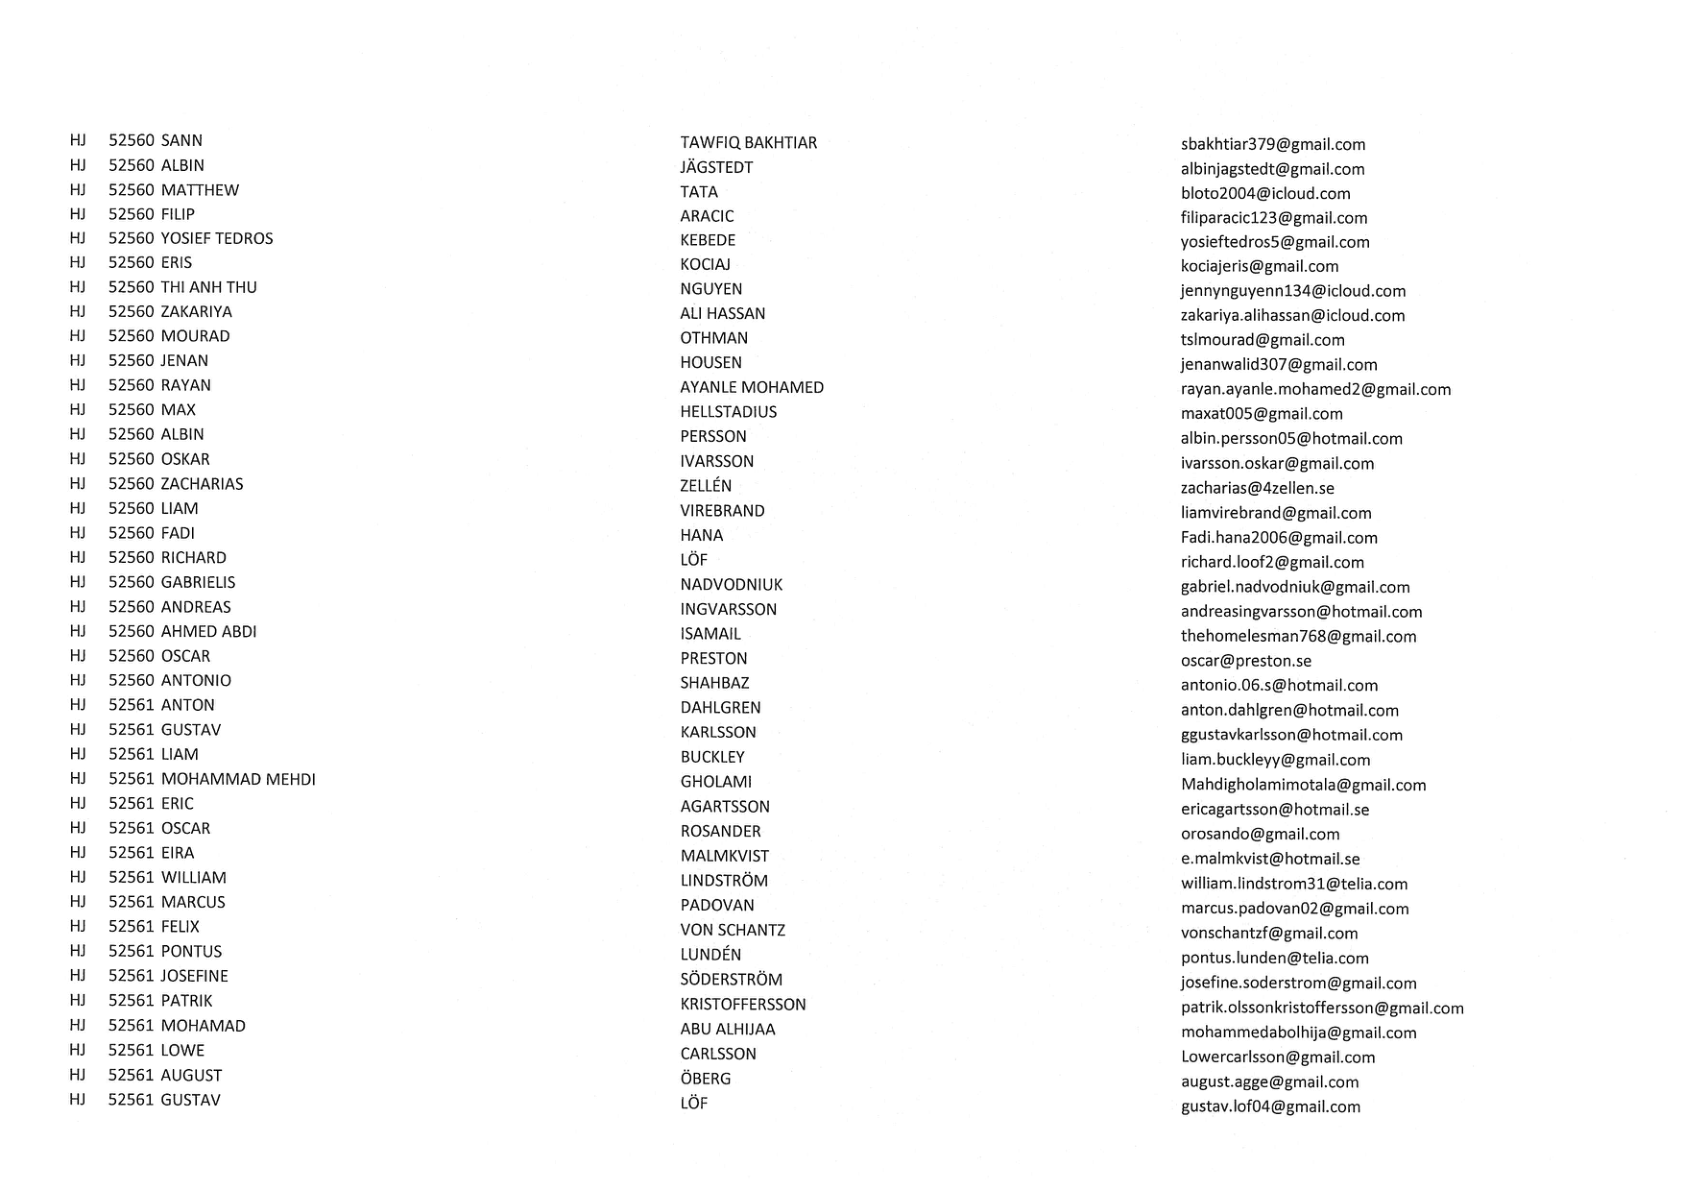 HJ 52560 SANN TAWFIQ BAKHTIAR sbakhtiar379@gmail.com
HJ 52560 ALBIN JÄGSTEDT albinjagstedt@gmail.com
HJ 52560 MATTHEW TATA bloto2004@icloud.com
HJ 52560 FILIP ARACIC filiparacic123@gmail.com
HJ 52560 YOSIEF TEDROS KEBEDE yosieftedros5@gmail.com
HJ 52560 ERIS KOCIAJ kociajeris@gmail.com
HJ 52560 THI ANH THU NGUYEN jennynguyenn134@icloud.com
HJ 52560 ZAKARIYA ALI HASSAN zakariya.alihassan@icloud.com
HJ 52560 MOURAD OTHMAN tslmourad@gmail.com
HJ 52560 JENAN HOUSEN jenanwalid307@gmail.com
HJ 52560 RAYAN AYANLE MOHAMED rayan.ayanle.mohamed2@gmail.com
HJ 52560 MAX HELLSTADIUS maxat005@gmail.com
HJ 52560 ALBIN PERSSON albin.persson05@hotmail.com
HJ 52560 OSKAR IVARSSON ivarsson.oskar@gmail.com
HJ 52560 ZACHARIAS ZELLÉN zacharias@4zellen.se
HJ 52560 LIAM VIREBRAND liamvirebrand@gmail.com
HJ 52560 FADI HANA Fadi.hana2006@gmail.com
HJ 52560 RICHARD LÖF richard.loof2@gmail.com
HJ 52560 GABRIELIS NADVODNIUK gabriel.nadvodniuk@gmail.com
HJ 52560 ANDREAS INGVARSSON andreasingvarsson@hotmail.com
HJ 52560 AHMED ABDI ISAMAIL thehomelesman768@gmail.com
HJ 52560 OSCAR PRESTON oscar@preston.se
HJ 52560 ANTONIO SHAHBAZ antonio.06.s@hotmail.com
HJ 52561 ANTON DAHLGREN anton.dahlgren@hotmail.com
HJ 52561 GUSTAV KARLSSON ggustavkarlsson@hotmail.com
HJ 52561 LIAM BUCKLEY liam.buckleyy@gmail.com
HJ 52561 MOHAMMAD MEHDI GHOLAMI Mahdigholamimotala@gmail.com
HJ 52561 ERIC AGARTSSON ericagartsson@hotmail.se
HJ 52561 OSCAR ROSANDER orosando@gmail.com
HJ 52561 EIRA MALMKVIST e.malmkvist@hotmail.se
HJ 52561 WILLIAM LINDSTRÖM william.lindstrom31@telia.com
HJ 52561 MARCUS PADOVAN marcus.padovan02@gmail.com
HJ 52561 FELIX VON SCHANTZ vonschantzf@gmail.com
HJ 52561 PONTUS LUNDÉN pontus.lunden@telia.com
HJ 52561 JOSEFINE SÖDERSTRÖM josefine.soderstrom@gmail.com
HJ 52561 PATRIK KRISTOFFERSSON patrik.olssonkristoffersson@gmail.com
HJ 52561 MOHAMAD ABU ALHIJAA mohammedabolhija@gmail.com
HJ 52561 LOWE CARLSSON Lowercarlsson@gmail.com
HJ 52561 AUGUST ÖBERG august.agge@gmail.com
HJ 52561 GUSTAV LÖF gustav.lof04@gmail.com